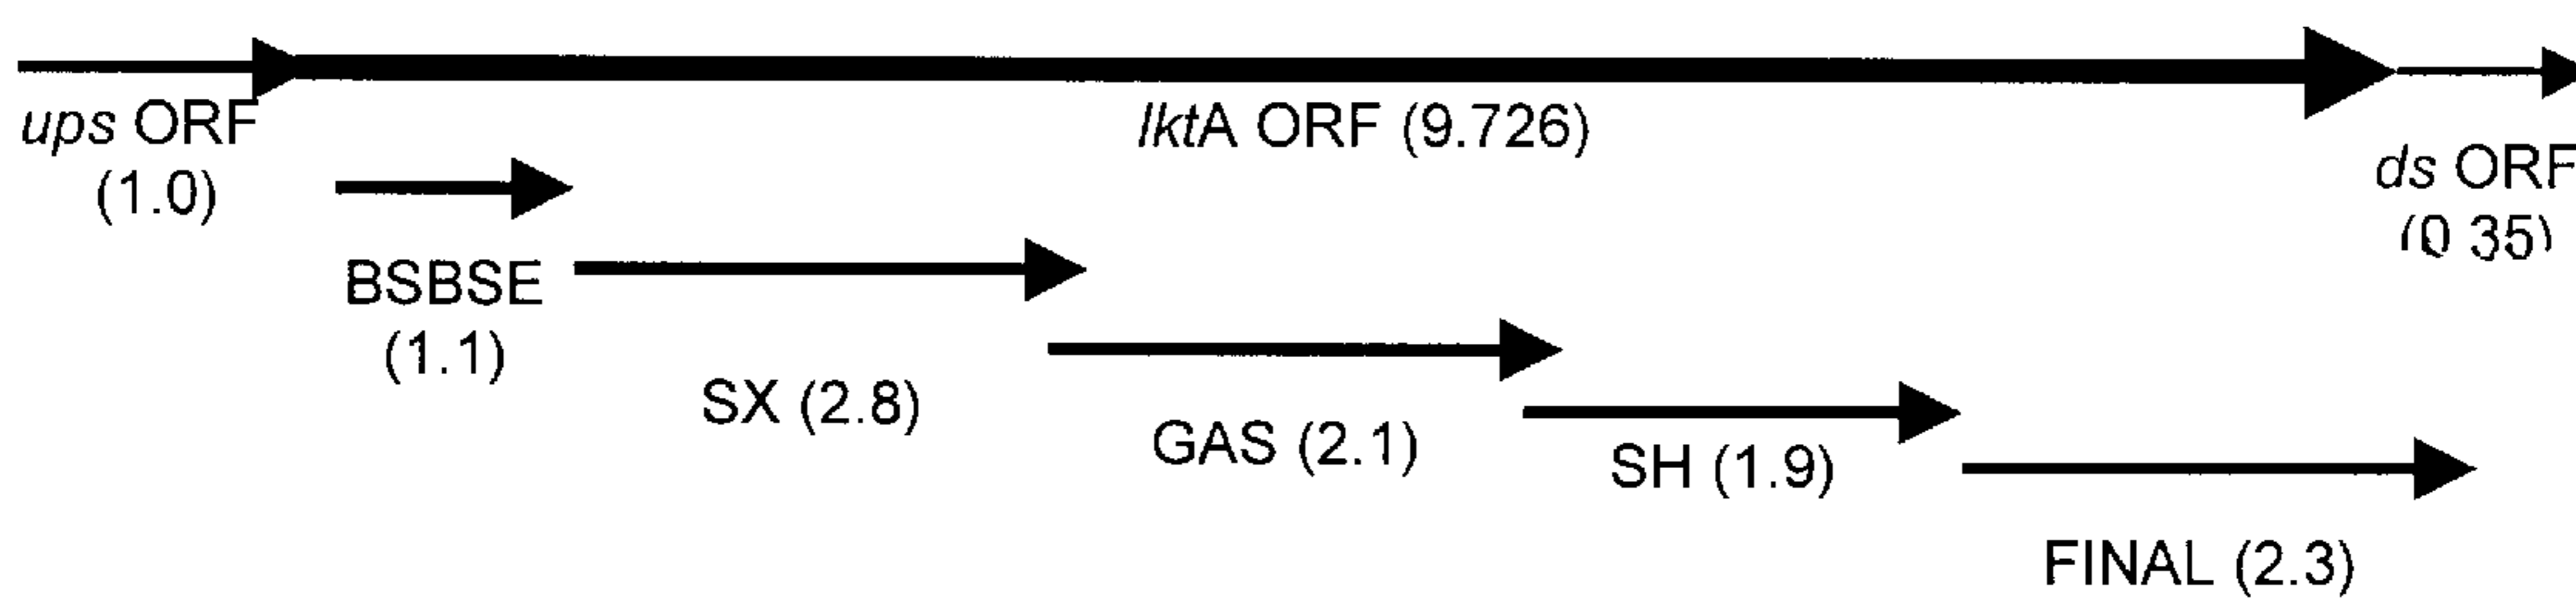 ups ORF
(1.0)
lktA ORF (9.726)
ds ORF
(0 35)
BSBSE
(1.1)
SX (2.8)
GAS (2.1)
SH (1.9)
FINAL (2.3)